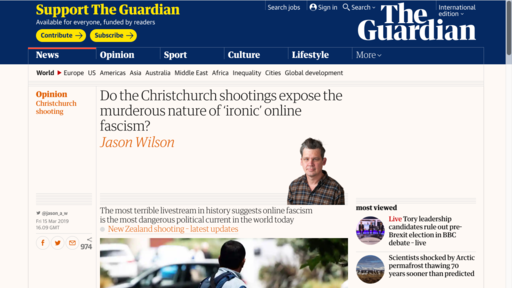 Support The Guardian
Available for everyone, funded by readers
Contribute →
Subscribe →
Search jobs
Sign in
Search
International
edition
The
Guardian
News
Opinion
Sport
Culture
Lifestyle
More
World
Europe
US
Americas
Asia
Australia
Middle East
Africa
Inequality
Cities
Global development
Opinion
Christchurch
shooting
Do the Christchurch shootings expose the
murderous nature of 'ironic' online
fascism?
Jason Wilson
@jason_a_w
Fri 15 Mar 2019
16.09 GMT
974
The most terrible livestream in history suggests online fascism
is the most dangerous political current in the world today
New Zealand shooting - latest updates
most viewed
Live Tory leadership
candidates rule out pre-
Brexit election in BBC
debate - live
Scientists shocked by Arctic
permafrost thawing 70
years sooner than predicted